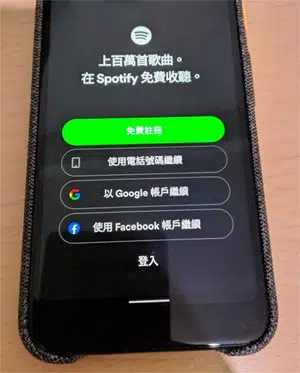 上百萬首歌曲。
在 Spotify 免費收聽。
免費註冊
使用電話號碼繼續
以 Google 帳戶繼續
使用 Facebook 帳戶繼續
登入